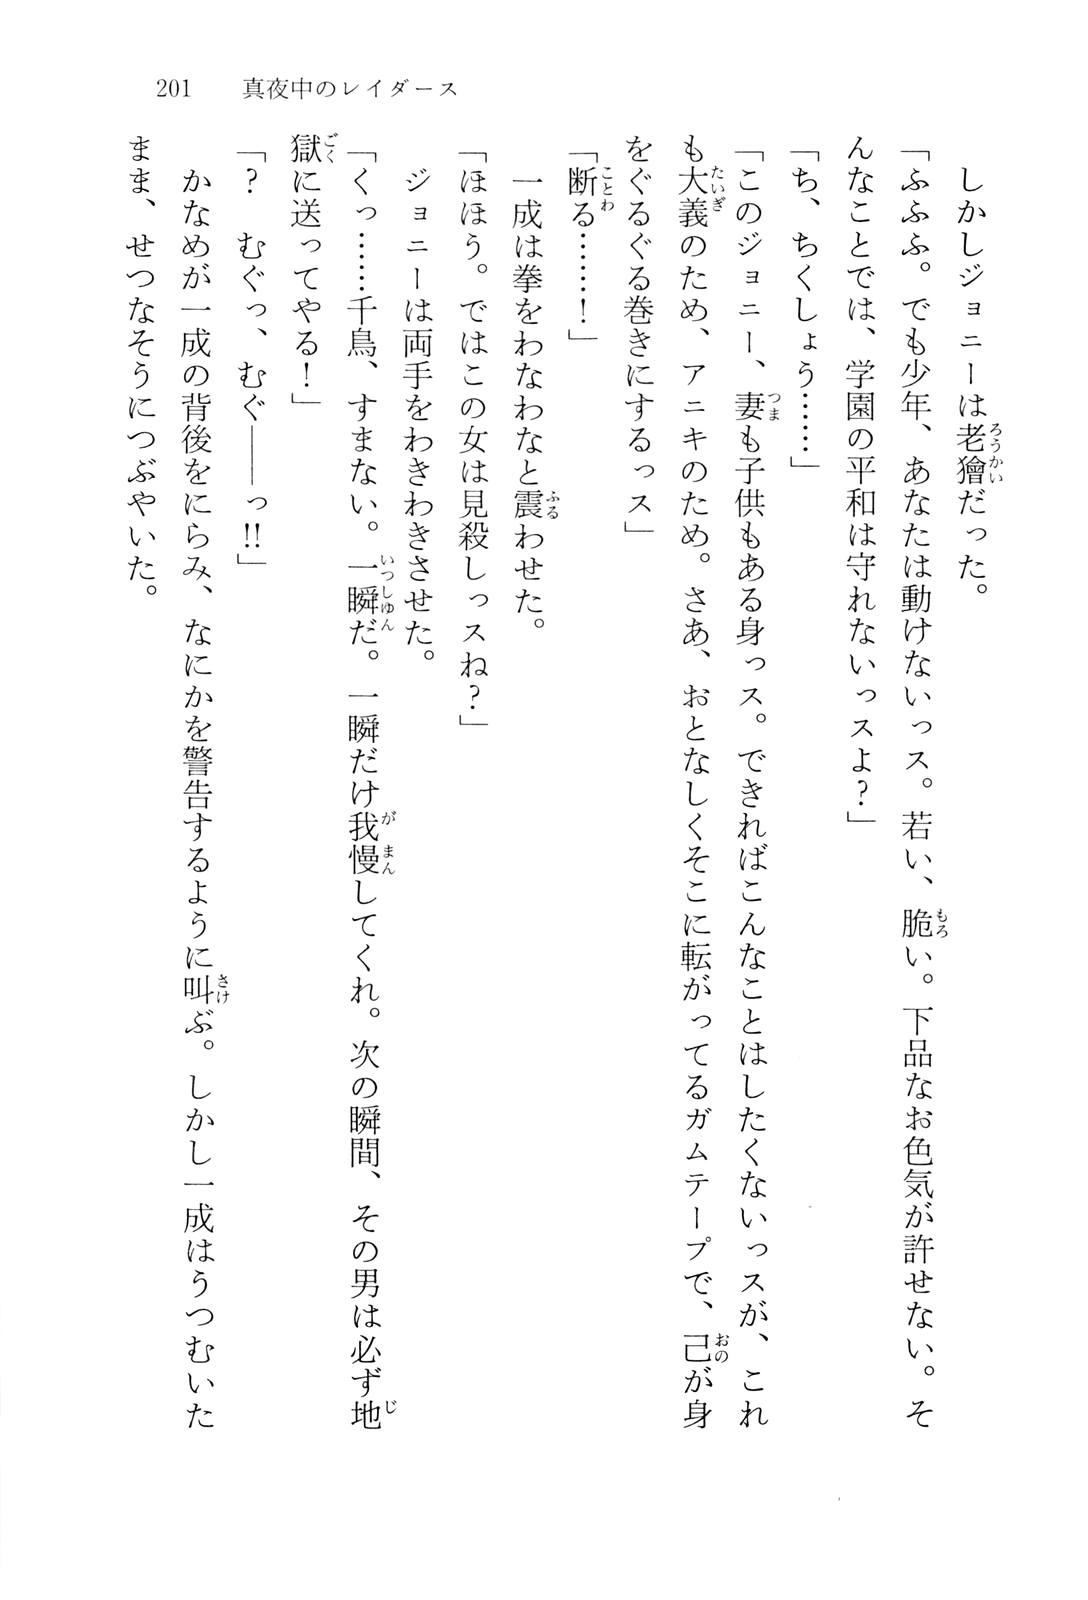 201　真夜中のレイダース
　しかしジョニーは老獪だった。
「ふふふ。でも少年、あなたは動けないっス。若い、脆い。下品なお色気が許せない。そ
んなことでは、学園の平和は守れないっスよ？」
「ち、ちくしょう……」
「このジョニー、妻も子供もある身っス。できればこんなことはしたくないっスが、これ
も大義のため、アニキのため。さあ、おとなしくそこに転がってるガムテープで、己が身
をぐるぐる巻きにするっス」
「断る……！」
　一成は拳をわなわなと震わせた。
「ほほう。ではこの女は見殺しっスね？」
　ジョニーは両手をわきわきさせた。
「くっ……千鳥、すまない。一瞬だ。一瞬だけ我慢してくれ。次の瞬間、その男は必ず地
獄に送ってやる！」
「？　むぐっ、むぐ――っ!!」
　かなめが一成の背後をにらみ、なにかを警告するように叫ぶ。しかし一成はうつむいた
まま、せつなそうにつぶやいた。